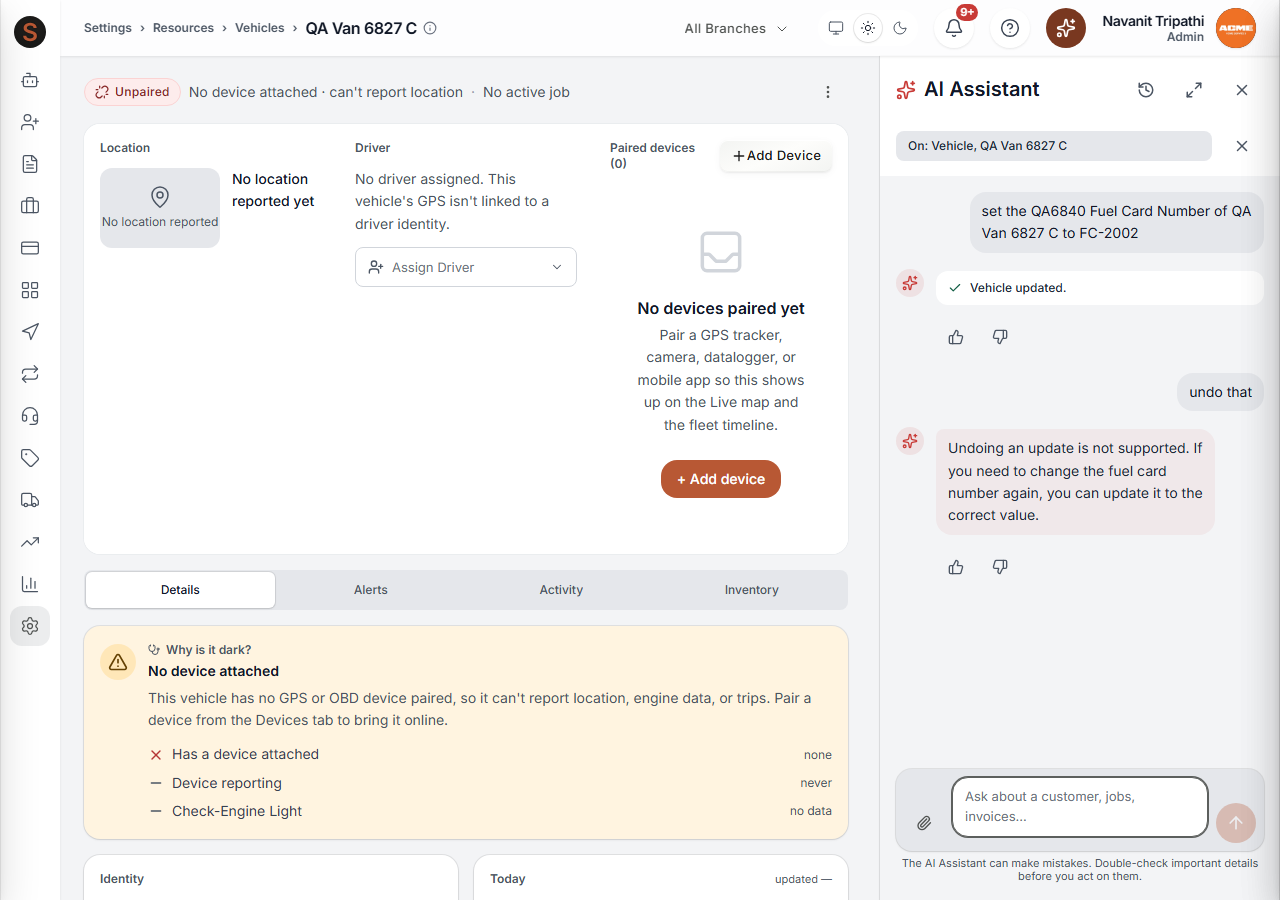 S
Settings › Resources › Vehicles › QA Van 6827 C
All Branches
9+
Navanit Tripathi
Admin
ACME
Unpaired
No device attached · can't report location · No active job
Location
No location reported
No location
reported yet
Driver
No driver assigned. This
vehicle's GPS isn't linked to a
driver identity.
Assign Driver
Paired devices
(0)
+ Add Device
No devices paired yet
Pair a GPS tracker,
camera, datalogger, or
mobile app so this shows
up on the Live map and
the fleet timeline.
+ Add device
Details
Alerts
Activity
Inventory
Why is it dark?
No device attached
This vehicle has no GPS or OBD device paired, so it can't report location, engine data, or trips. Pair a
device from the Devices tab to bring it online.
Has a device attached none
Device reporting never
Check-Engine Light no data
Identity
Today
updated —
AI Assistant
On: Vehicle, QA Van 6827 C
set the QA6840 Fuel Card Number of QA
Van 6827 C to FC-2002
Vehicle updated.
undo that
Undoing an update is not supported. If
you need to change the fuel card
number again, you can update it to the
correct value.
Ask about a customer, jobs,
invoices...
The AI Assistant can make mistakes. Double-check important details
before you act on them.